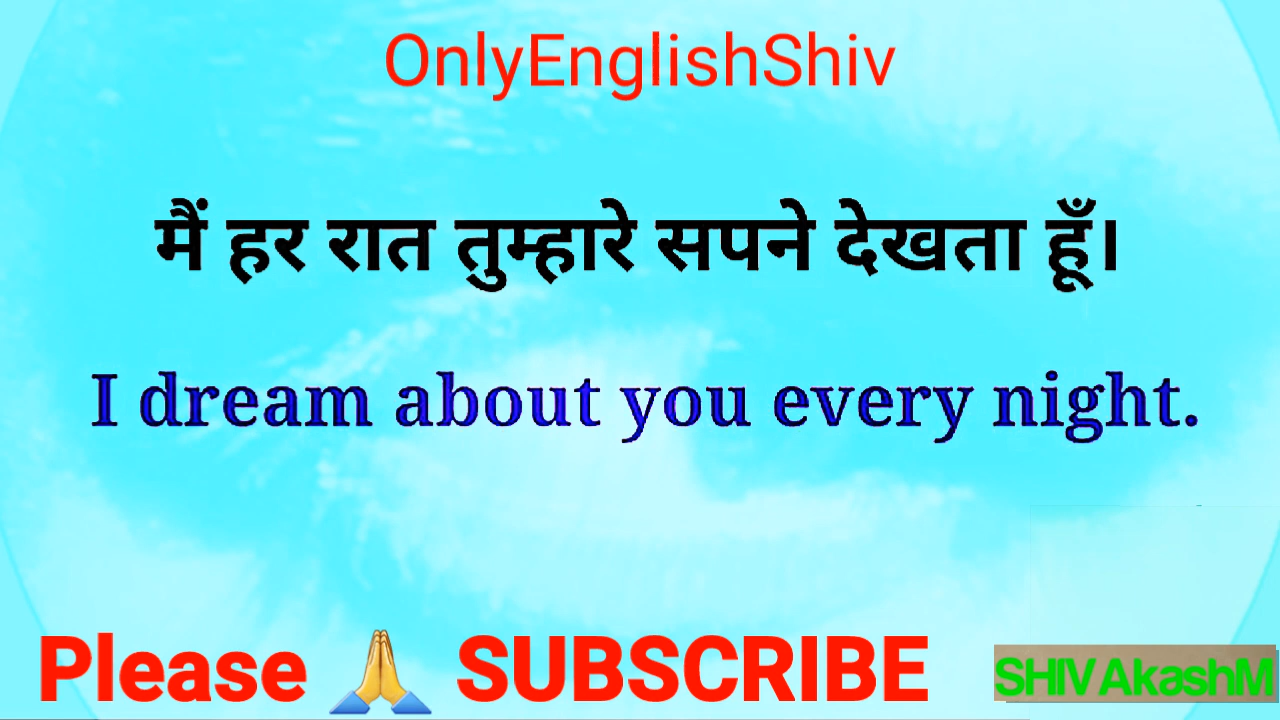 OnlyEnglishShiv
मैं हर रात तुम्हारे सपने देखता हूँ।
I dream about you every night.
Please 🙏 SUBSCRIBE
SHIVAkashM